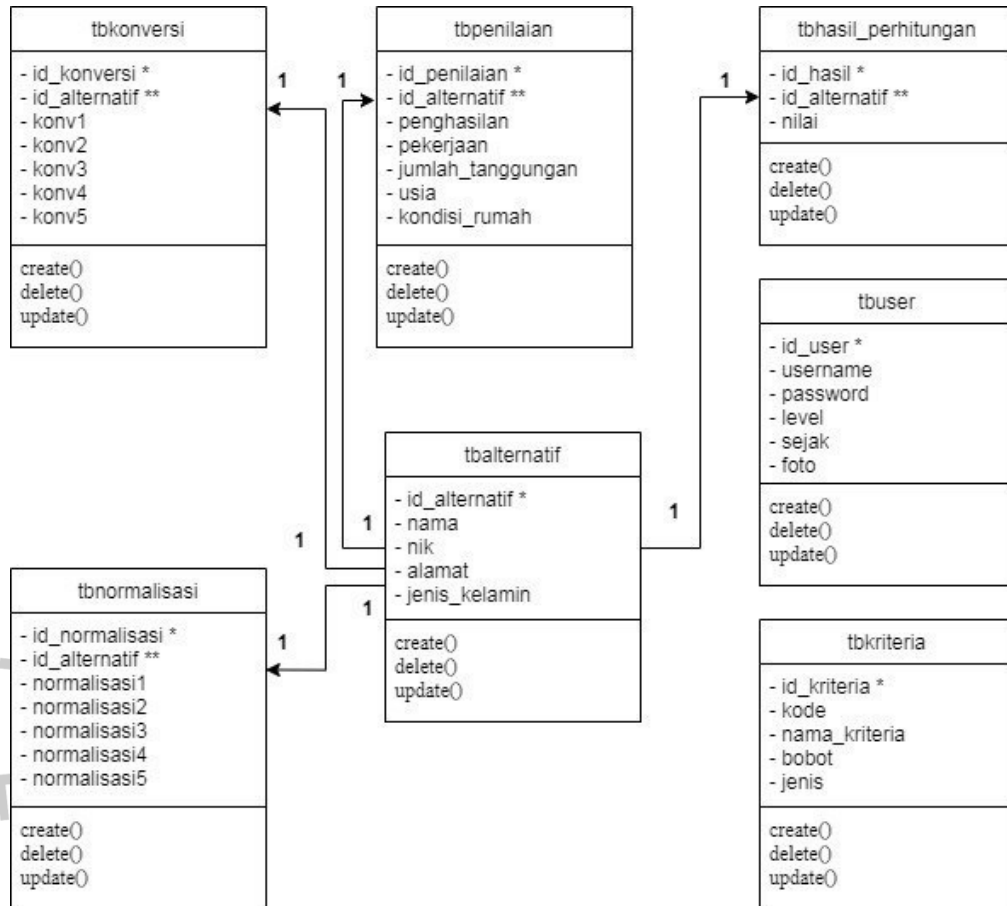 tbkonversi
- id_konversi *
- id_alternatif **
- konv1
- konv2
- konv3
- konv4
- konv5
create()
delete()
update()
1
1
tbpenilaian
- id_penilaian *
- id_alternatif **
- penghasilan
- pekerjaan
- jumlah_tanggungan
- usia
- kondisi_rumah
create()
delete()
update()
1
tbhasil_perhitungan
- id_hasil *
- id_alternatif **
- nilai
create()
delete()
update()
tbuser
- id_user *
- username
- password
- level
- sejak
- foto
create()
delete()
update()
tbalternatif
- id_alternatif *
- nama
- nik
- alamat
- jenis_kelamin
create()
delete()
update()
1
1
1
1
1
tbnormalisasi
- id_normalisasi *
- id_alternatif **
- normalisasi1
- normalisasi2
- normalisasi3
- normalisasi4
- normalisasi5
create()
delete()
update()
tbkriteria
- id_kriteria *
- kode
- nama_kriteria
- bobot
- jenis
create()
delete()
update()